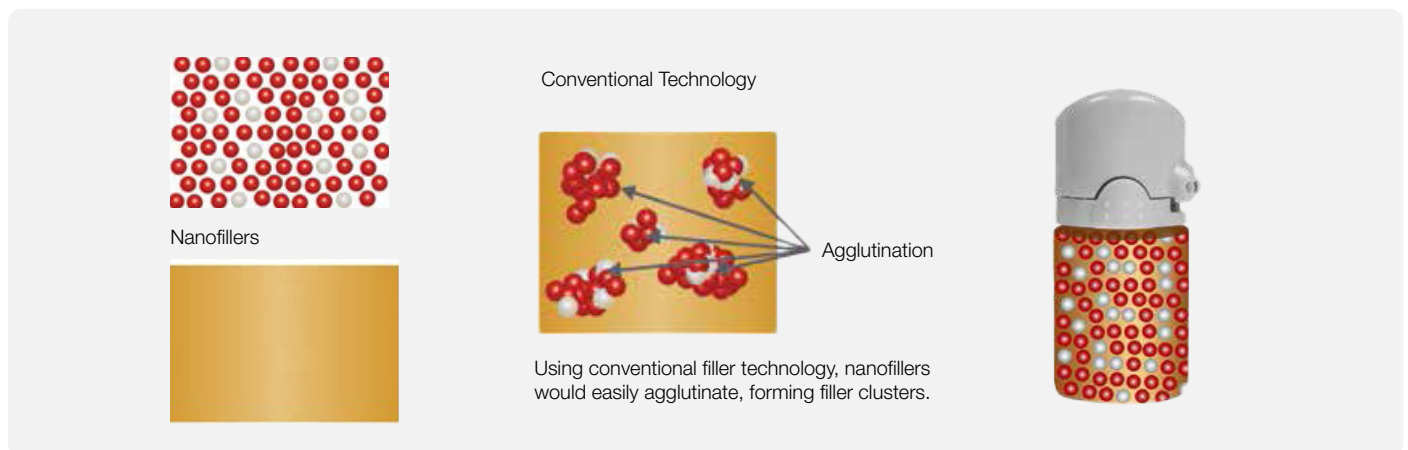 Nanofillers
Conventional Technology
Agglutination
Using conventional filler technology, nanofillers
would easily agglutinate, forming filler clusters.